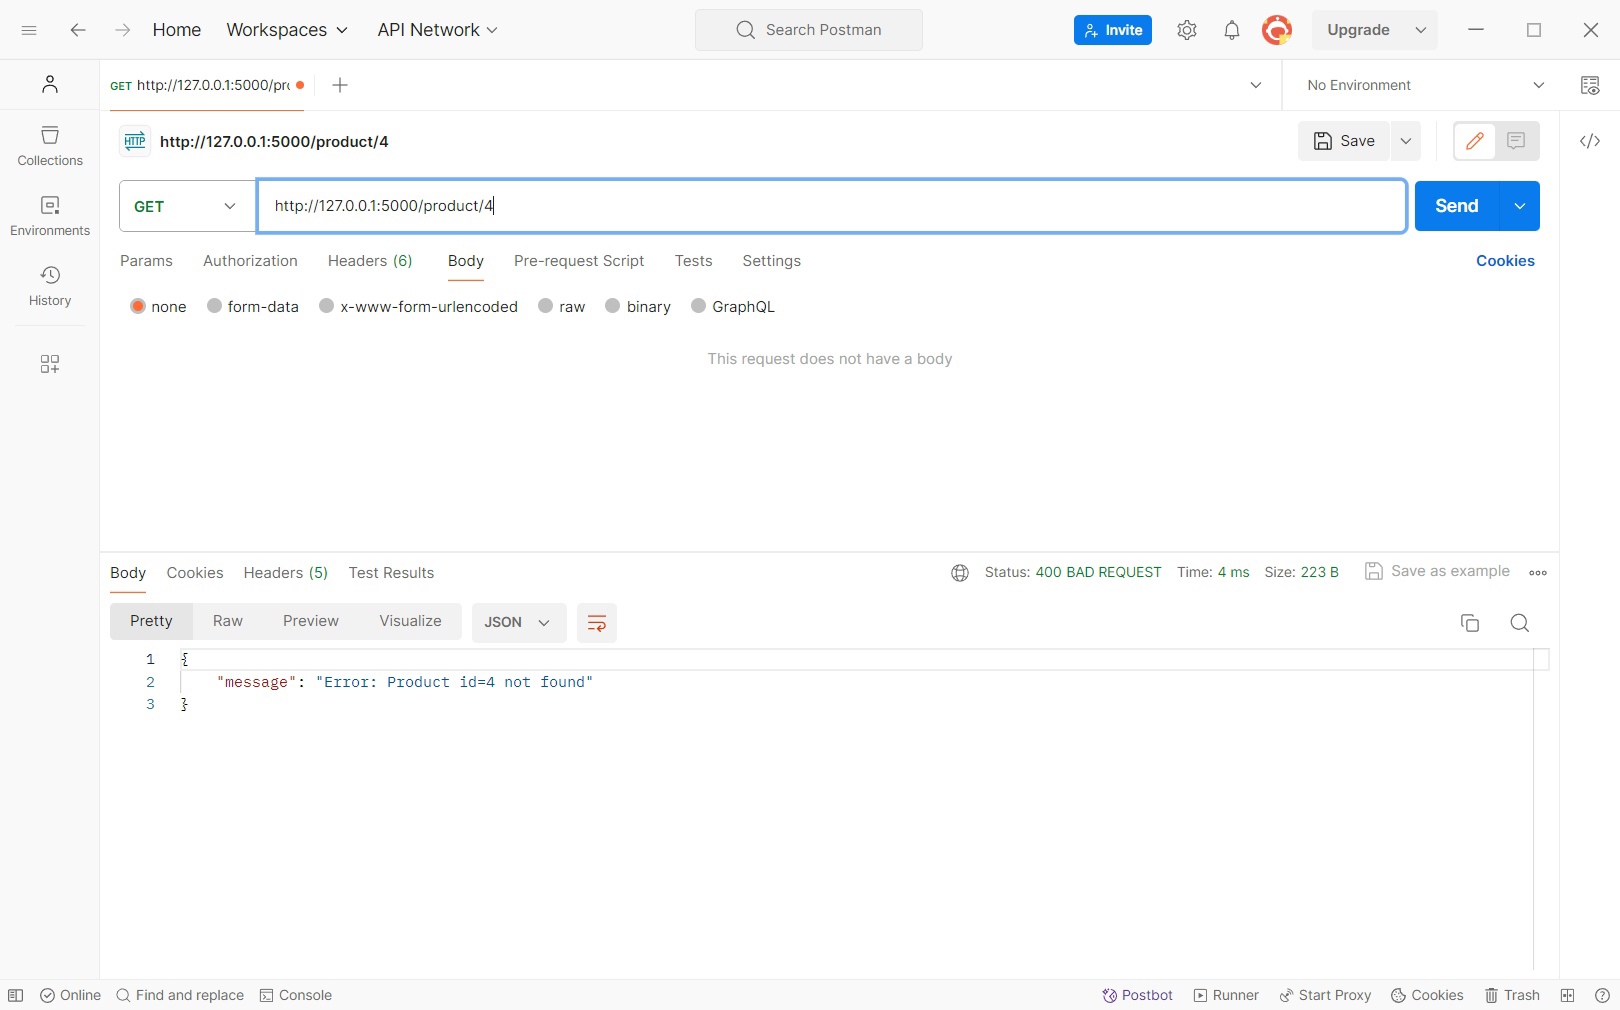 Home Workspaces API Network Search Postman Invite Upgrade
GET http://127.0.0.1:5000/pro No Environment
HTTP http://127.0.0.1:5000/product/4 Save
Collections
GET http://127.0.0.1:5000/product/4 Send
Environments
Params Authorization Headers (6) Body Pre-request Script Tests Settings Cookies
History
none form-data x-www-form-urlencoded raw binary GraphQL
This request does not have a body
Body Cookies Headers (5) Test Results Status: 400 BAD REQUEST Time: 4 ms Size: 223 B Save as example
Pretty Raw Preview Visualize JSON
1 {
2 "message": "Error: Product id=4 not found"
3 }
Online Find and replace Console Postbot Runner Start Proxy Cookies Trash